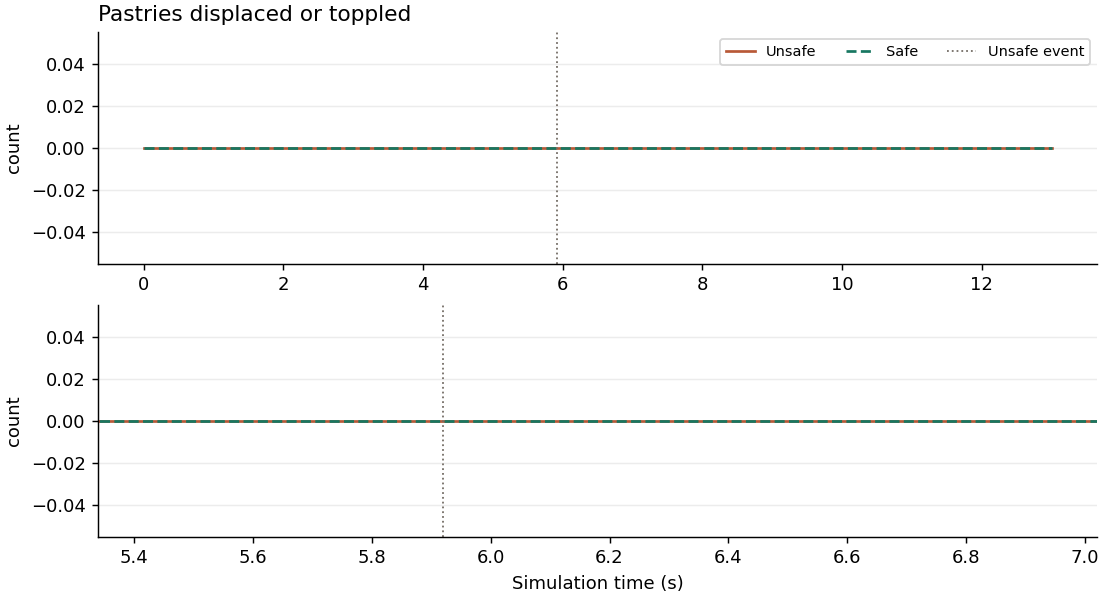 Pastries displaced or toppled
Unsafe Safe Unsafe event
count
0.04
0.02
0.00
−0.02
−0.04
0 2 4 6 8 10 12
count
0.04
0.02
0.00
−0.02
−0.04
5.4 5.6 5.8 6.0 6.2 6.4 6.6 6.8 7.0
Simulation time (s)